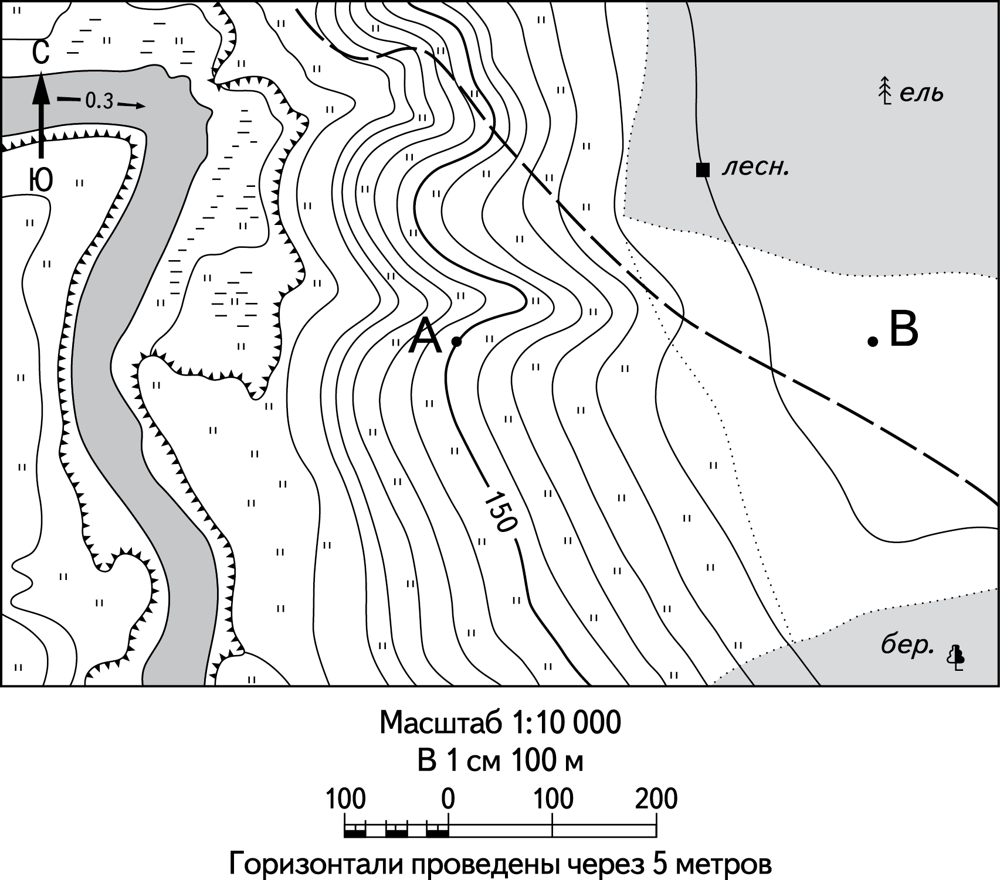 С
0.3
Ю
ель
лесн.
А
В
150
бер.
Масштаб 1:10 000
В 1 см 100 м
100 0 100 200
Горизонтали проведены через 5 метров